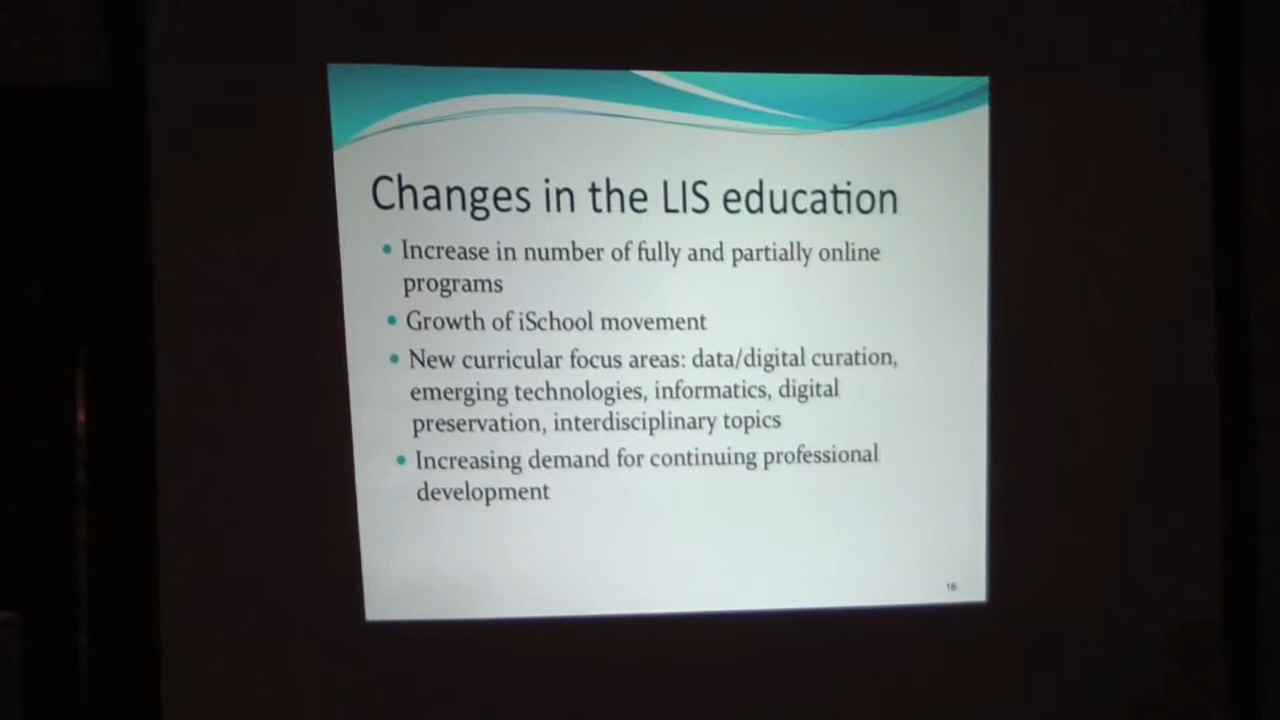 Changes in the LIS education
• Increase in number of fully and partially online
programs
• Growth of iSchool movement
• New curricular focus areas: data/digital curation,
emerging technologies, informatics, digital
preservation, interdisciplinary topics
• Increasing demand for continuing professional
development
16